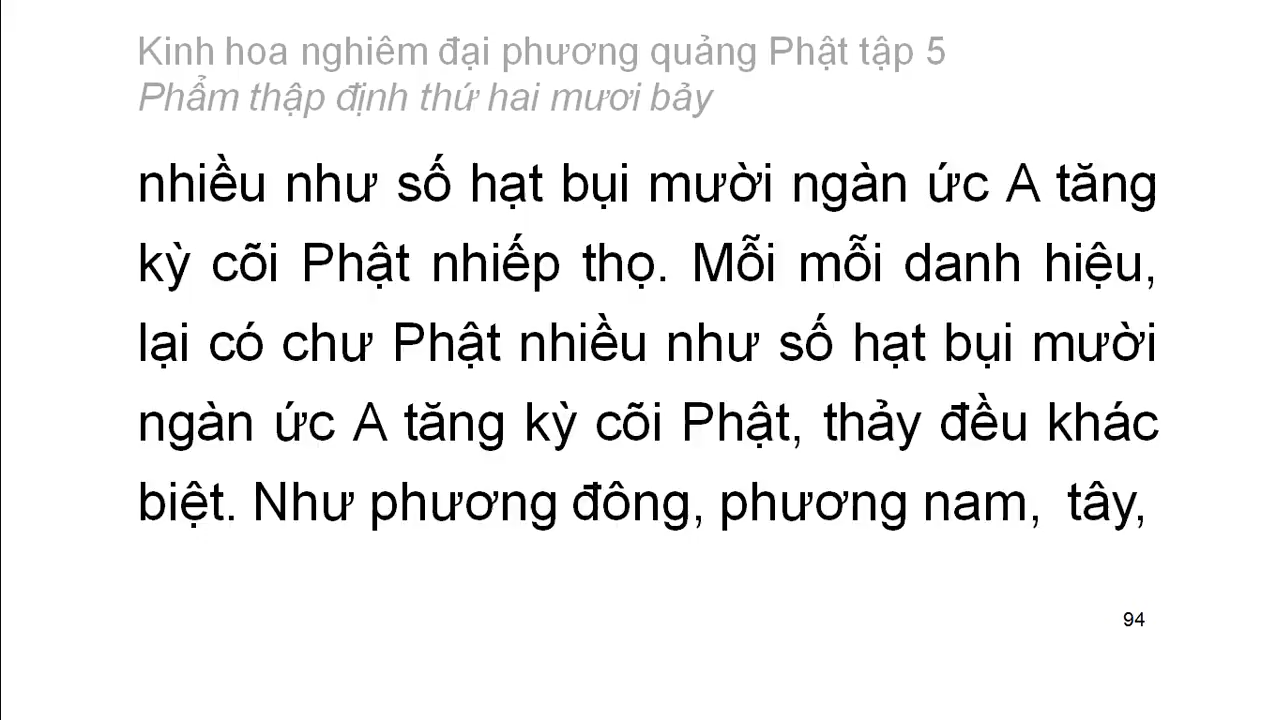 Kinh hoa nghiêm đại phương quảng Phật tập 5
Phẩm thập định thứ hai mươi bảy
nhiều như số hạt bụi mười ngàn ức A tăng
kỳ cõi Phật nhiếp thọ. Mỗi mỗi danh hiệu,
lại có chư Phật nhiều như số hạt bụi mười
ngàn ức A tăng kỳ cõi Phật, thảy đều khác
biệt. Như phương đông, phương nam, tây,
94